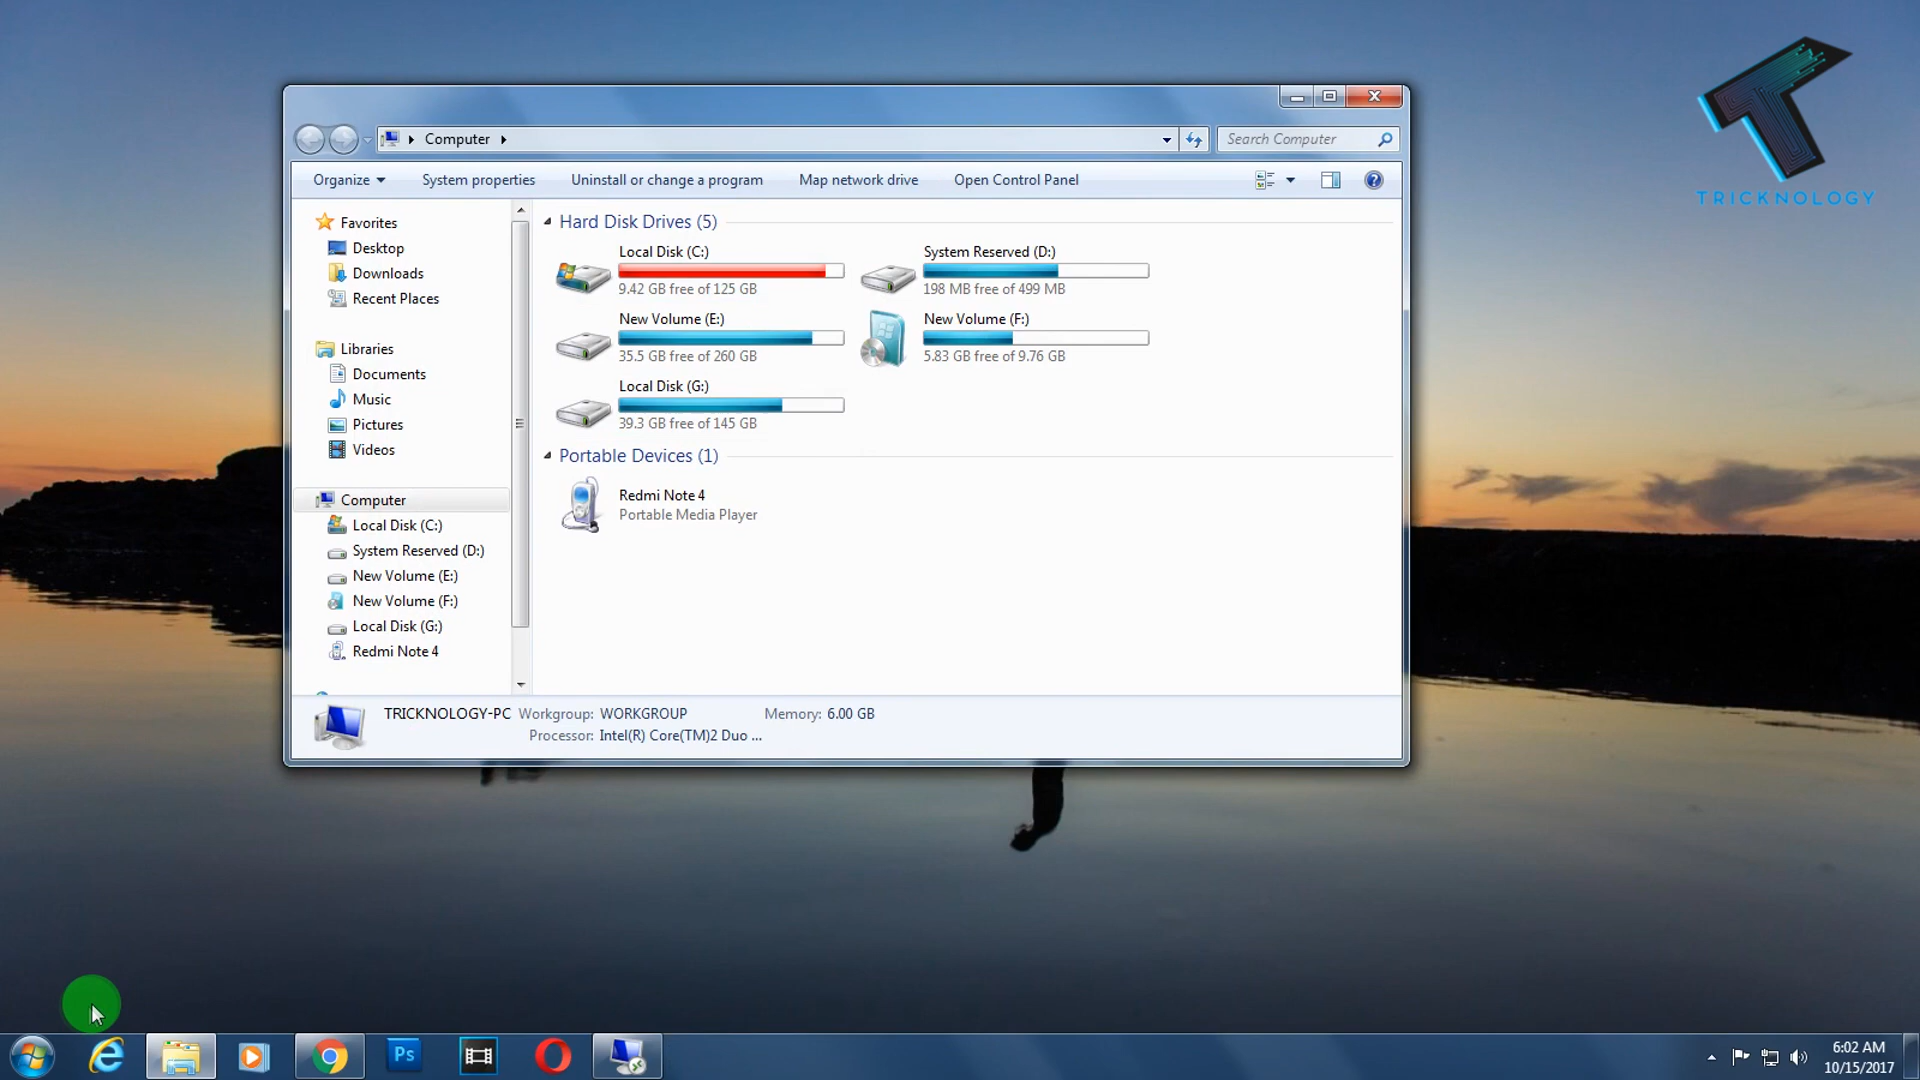 TRICKNOLOGY
Computer
Search Computer
Organize
System properties
Uninstall or change a program
Map network drive
Open Control Panel
Favorites
Desktop
Downloads
Recent Places
Libraries
Documents
Music
Pictures
Videos
Computer
Local Disk (C:)
System Reserved (D:)
New Volume (E:)
New Volume (F:)
Local Disk (G:)
Redmi Note 4
Hard Disk Drives (5)
Local Disk (C:)
9.42 GB free of 125 GB
System Reserved (D:)
198 MB free of 499 MB
New Volume (E:)
35.5 GB free of 260 GB
New Volume (F:)
5.83 GB free of 9.76 GB
Local Disk (G:)
39.3 GB free of 145 GB
Portable Devices (1)
Redmi Note 4
Portable Media Player
TRICKNOLOGY-PC Workgroup: WORKGROUP Memory: 6.00 GB
Processor: Intel(R) Core(TM)2 Duo ...
Ps
6:02 AM
10/15/2017